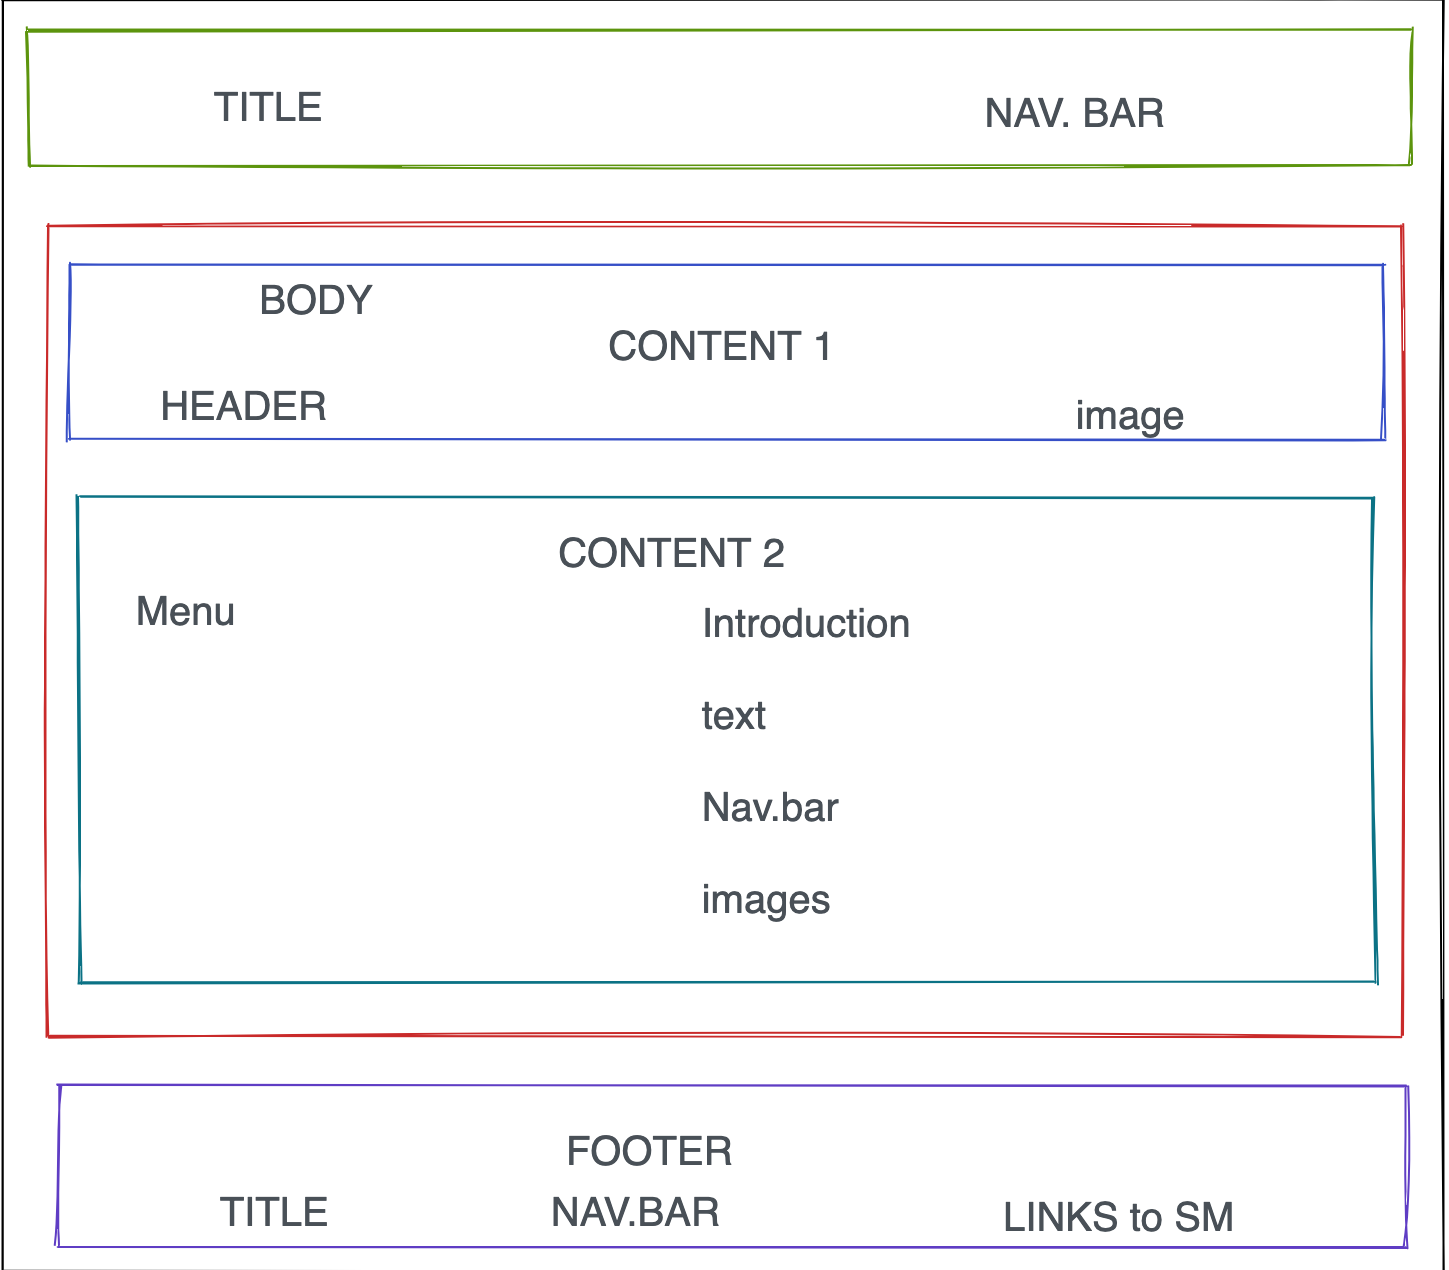 TITLE
NAV. BAR
BODY
CONTENT 1
HEADER
image
CONTENT 2
Menu
Introduction
text
Nav.bar
images
FOOTER
TITLE
NAV.BAR
LINKS to SM